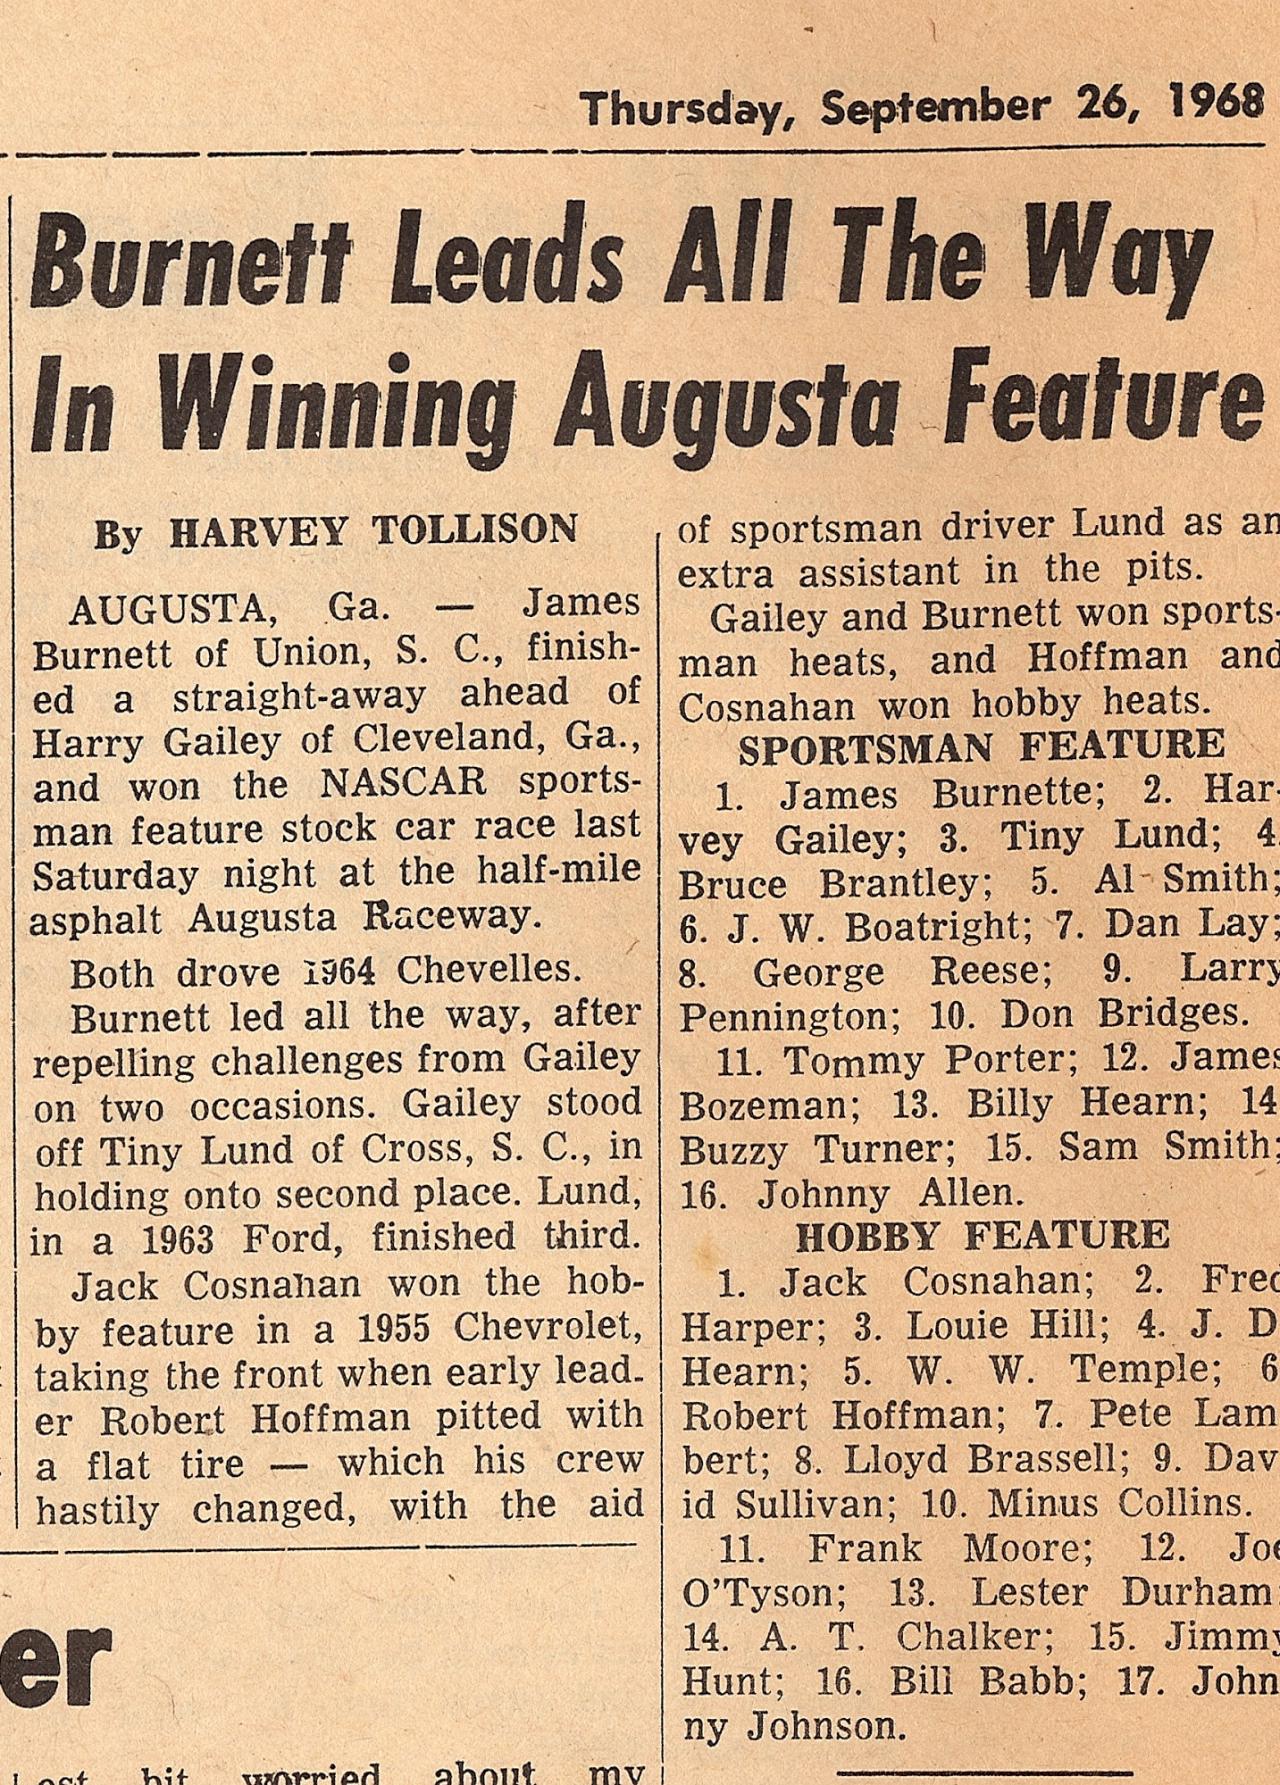 Thursday, September 26, 1968
Burnett Leads All The Way
In Winning Augusta Feature
By HARVEY TOLLISON
AUGUSTA, Ga. — James
Burnett of Union, S. C., finish-
ed a straight-away ahead of
Harry Gailey of Cleveland, Ga.,
and won the NASCAR sports-
man feature stock car race last
Saturday night at the half-mile
asphalt Augusta Raceway.
Both drove 1964 Chevelles.
Burnett led all the way, after
repelling challenges from Gailey
on two occasions. Gailey stood
off Tiny Lund of Cross, S. C., in
holding onto second place. Lund,
in a 1963 Ford, finished third.
Jack Cosnahan won the hob-
by feature in a 1955 Chevrolet,
taking the front when early lead-
er Robert Hoffman pitted with
a flat tire — which his crew
hastily changed, with the aid
of sportsman driver Lund as an
extra assistant in the pits.
Gailey and Burnett won sports-
man heats, and Hoffman and
Cosnahan won hobby heats.
SPORTSMAN FEATURE
1. James Burnette; 2. Har-
vey Gailey; 3. Tiny Lund; 4.
Bruce Brantley; 5. Al Smith;
6. J. W. Boatright; 7. Dan Lay;
8. George Reese; 9. Larry
Pennington; 10. Don Bridges.
11. Tommy Porter; 12. James
Bozeman; 13. Billy Hearn; 14
Buzzy Turner; 15. Sam Smith;
16. Johnny Allen.
HOBBY FEATURE
1. Jack Cosnahan; 2. Fred
Harper; 3. Louie Hill; 4. J. D
Hearn; 5. W. W. Temple; 6
Robert Hoffman; 7. Pete Lam
bert; 8. Lloyd Brassell; 9. Dav
id Sullivan; 10. Minus Collins.
11. Frank Moore; 12. Joe
O'Tyson; 13. Lester Durham;
14. A. T. Chalker; 15. Jimmy
Hunt; 16. Bill Babb; 17. John
ny Johnson.
er
bit worried about my